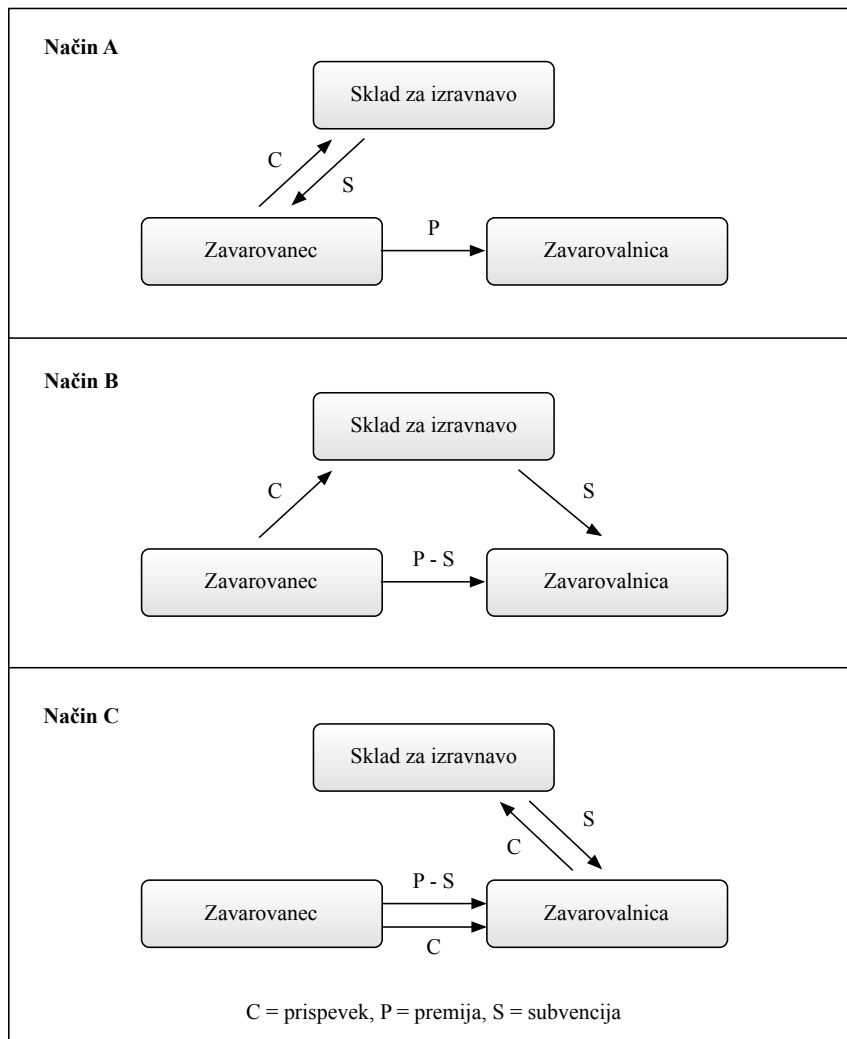 Način A
Sklad za izravnavo
C
S
Zavarovanec
P
Zavarovalnica
Način B
Sklad za izravnavo
C
S
Zavarovanec
P - S
Zavarovalnica
Način C
Sklad za izravnavo
S
C
Zavarovanec
P - S
C
Zavarovalnica
C = prispevek, P = premija, S = subvencija